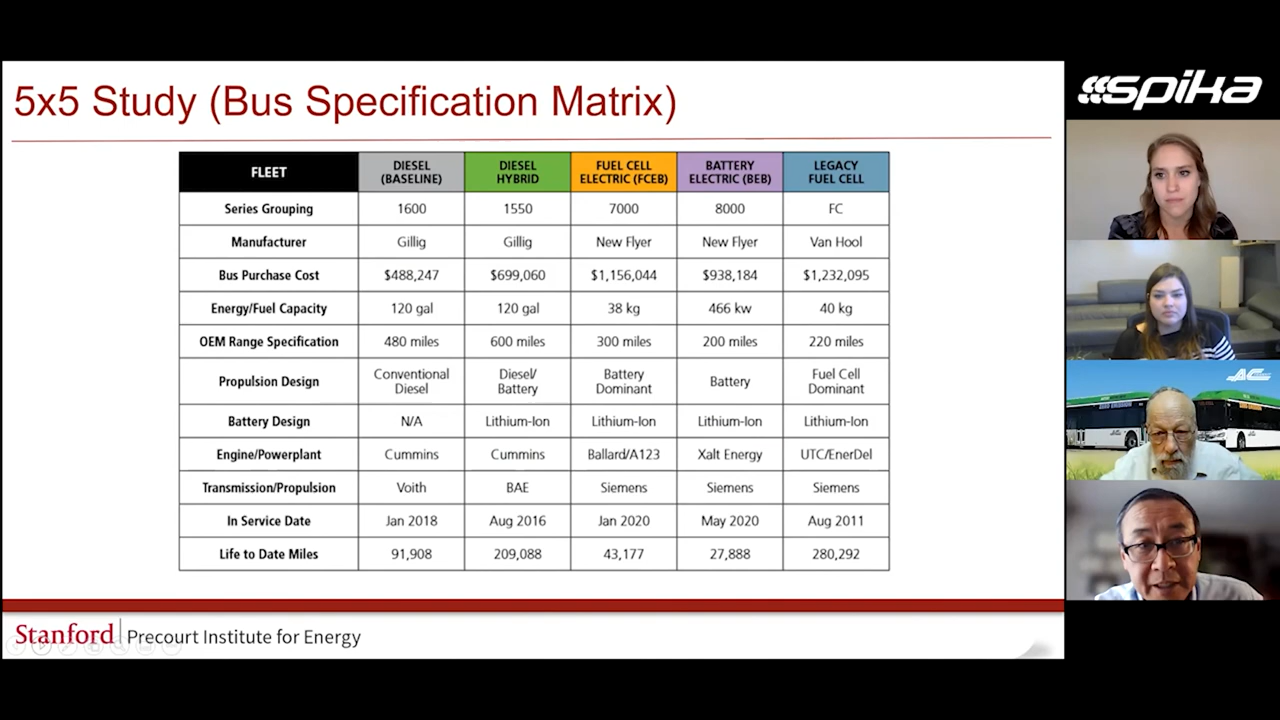 5x5 Study (Bus Specification Matrix)
spika
FLEET DIESEL (BASELINE) DIESEL HYBRID FUEL CELL ELECTRIC (FCEB) BATTERY ELECTRIC (BEB) LEGACY FUEL CELL
Series Grouping 1600 1550 7000 8000 FC
Manufacturer Gillig Gillig New Flyer New Flyer Van Hool
Bus Purchase Cost $488,247 $699,060 $1,156,044 $938,184 $1,232,095
Energy/Fuel Capacity 120 gal 120 gal 38 kg 466 kw 40 kg
OEM Range Specification 480 miles 600 miles 300 miles 200 miles 220 miles
Propulsion Design Conventional Diesel Diesel/ Battery Battery Dominant Battery Fuel Cell Dominant
Battery Design N/A Lithium-Ion Lithium-Ion Lithium-Ion Lithium-Ion
Engine/Powerplant Cummins Cummins Ballard/A123 Xalt Energy UTC/EnerDel
Transmission/Propulsion Voith BAE Siemens Siemens Siemens
In Service Date Jan 2018 Aug 2016 Jan 2020 May 2020 Aug 2011
Life to Date Miles 91,908 209,088 43,177 27,888 280,292
AC
Stanford Precourt Institute for Energy